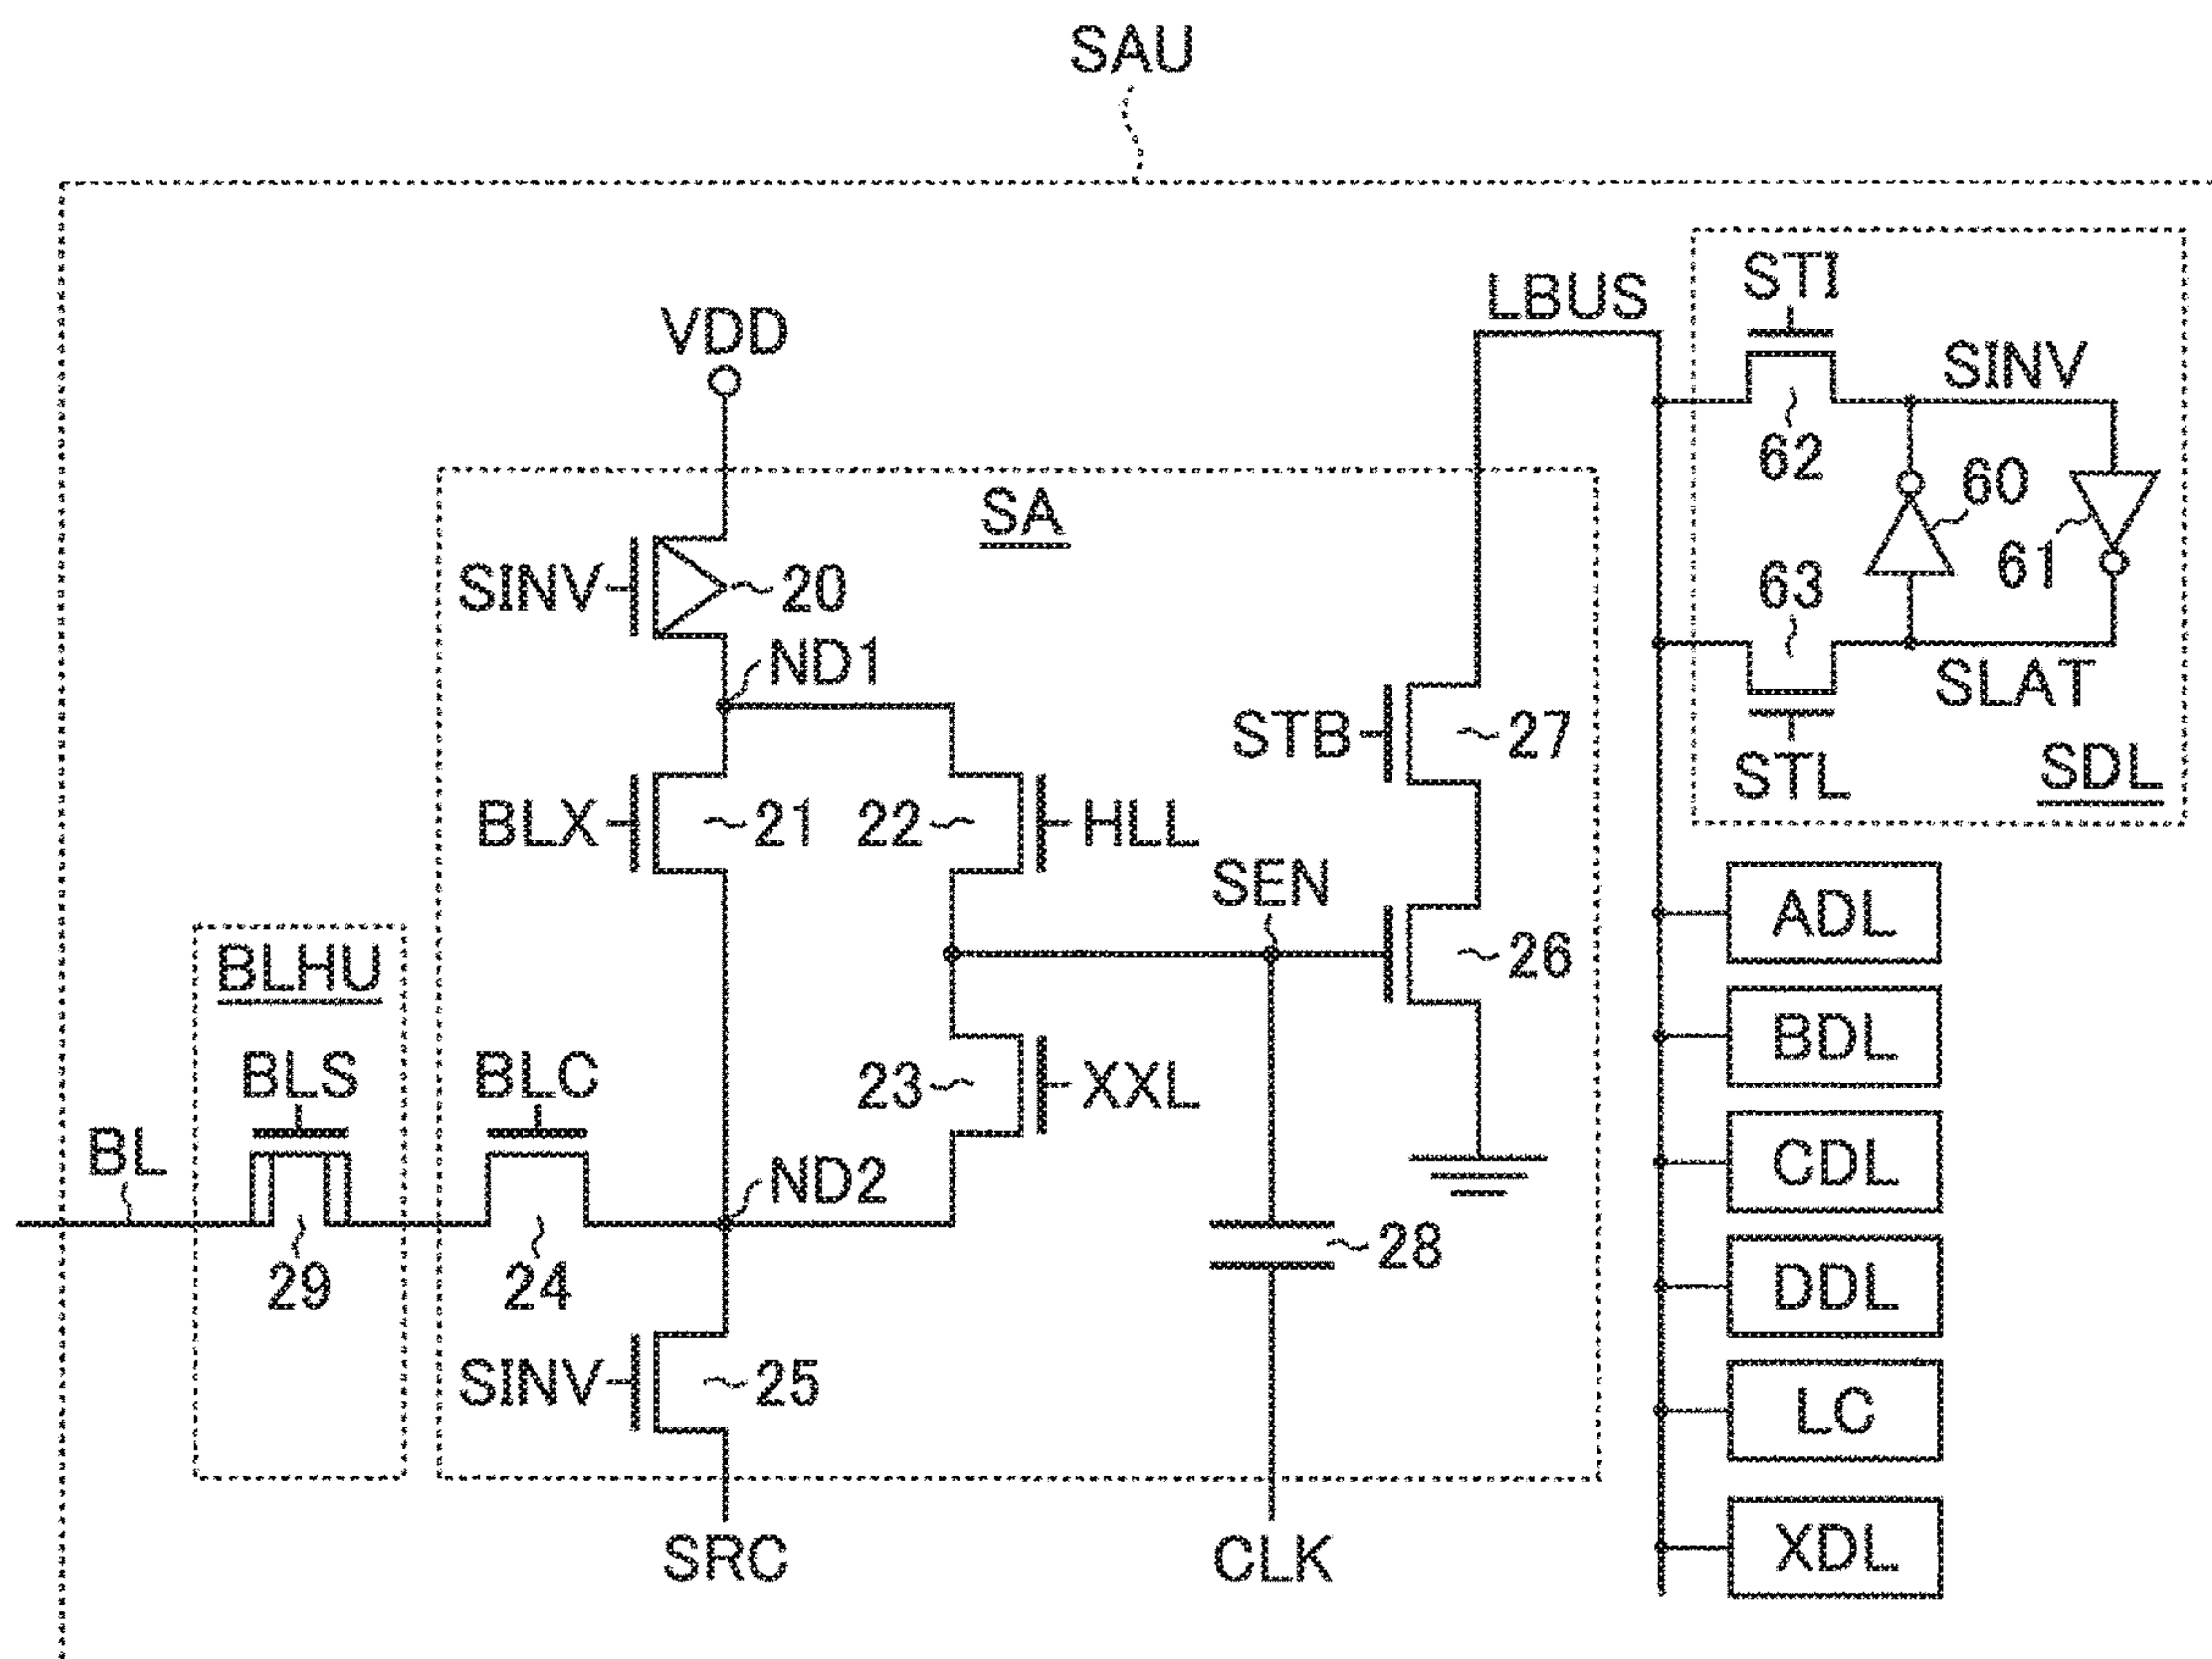 SAU
LBUS
STI
VDD
SINV
62
60
SA
61
SINV
20
63
ND1
SLAT
STB
27
STL
SDL
BLX
21
22
HLL
SEN
ADL
BLHU
26
BDL
BLS
BLC
23
XXL
BL
CDL
ND2
29
24
28
DDL
SINV
25
LC
SRC
CLK
XDL